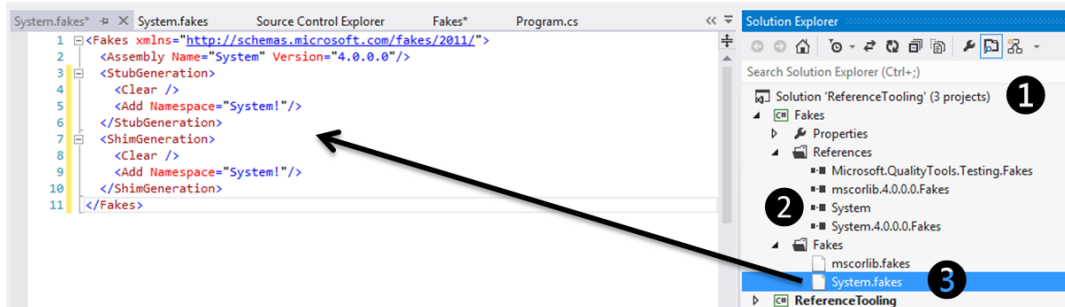 System.fakes* System.fakes Source Control Explorer Fakes* Program.cs
1 <Fakes xmlns="http://schemas.microsoft.com/fakes/2011/">
2 <Assembly Name="System" Version="4.0.0.0"/>
3 <StubGeneration>
4 <Clear />
5 <Add Namespace="System!"/>
6 </StubGeneration>
7 <ShimGeneration>
8 <Clear />
9 <Add Namespace="System!"/>
10 </ShimGeneration>
11 </Fakes>
Solution Explorer
Search Solution Explorer (Ctrl+;)
Solution 'ReferenceTooling' (3 projects) 1
C# Fakes
Properties
References
Microsoft.QualityTools.Testing.Fakes
mscorlib.4.0.0.0.Fakes
2 System
System.4.0.0.0.Fakes
Fakes
mscorlib.fakes
System.fakes 3
C# ReferenceTooling